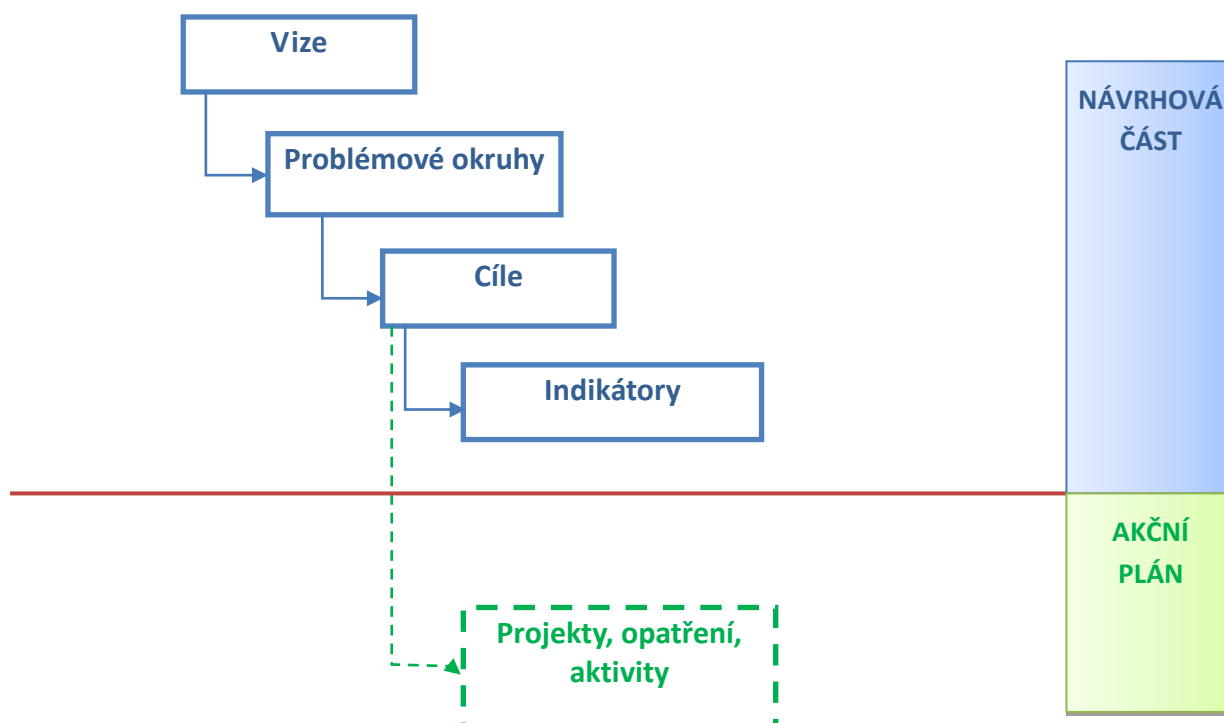 Vize
NÁVRHOVÁ
ČÁST
Problémové okruhy
Cíle
Indikátory
AKČNÍ
PLÁN
Projekty, opatření,
aktivity